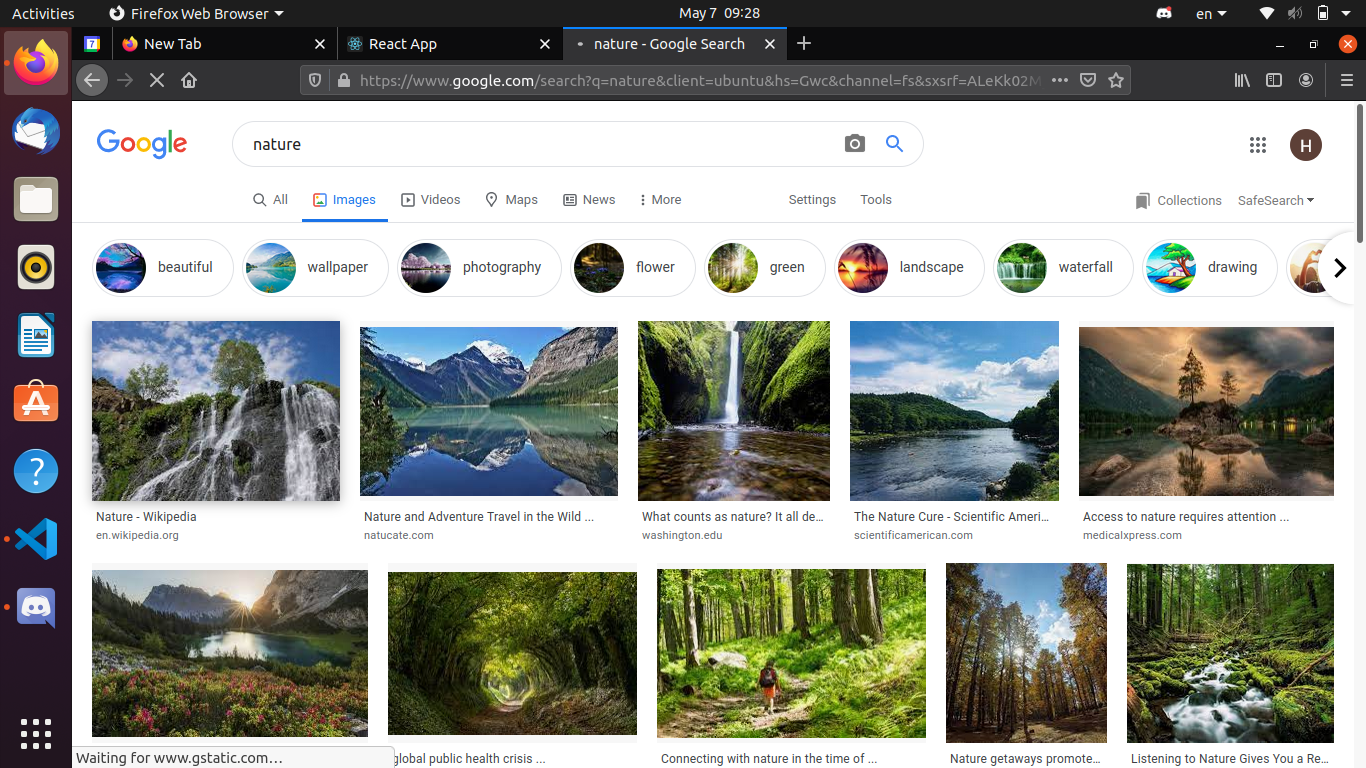 Activities
Firefox Web Browser
May 7 09:28
en
7
New Tab
React App
nature - Google Search
https://www.google.com/search?q=nature&client=ubuntu&hs=Gwc&channel=fs&sxsrf=ALeKk02M
Google
nature
H
All
Images
Videos
Maps
News
More
Settings
Tools
Collections
SafeSearch
beautiful
wallpaper
photography
flower
green
landscape
waterfall
drawing
Nature - Wikipedia
en.wikipedia.org
Nature and Adventure Travel in the Wild ...
natucate.com
What counts as nature? It all de...
washington.edu
The Nature Cure - Scientific Ameri...
scientificamerican.com
Access to nature requires attention ...
medicalxpress.com
global public health crisis ...
Connecting with nature in the time of ...
Nature getaways promote...
Listening to Nature Gives You a Re...
Waiting for www.gstatic.com…